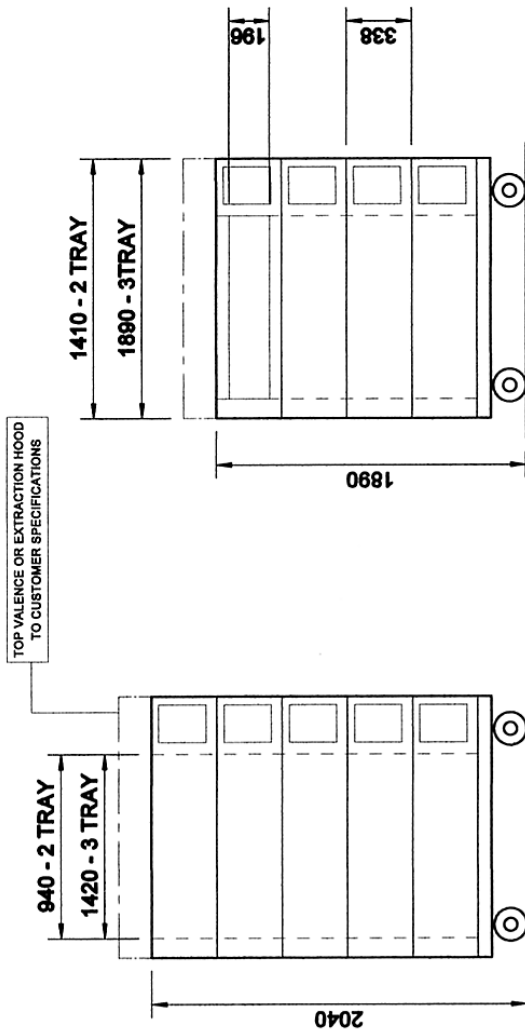 196
338
1410 - 2 TRAY
1890 - 3TRAY
1890
TOP VALENCE OR EXTRACTION HOOD
TO CUSTOMER SPECIFICATIONS
940 - 2 TRAY
1420 - 3 TRAY
2040